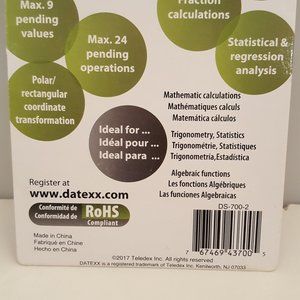 Max. 9
pending
values
Max. 24
pending
operations
calculations
Statistical &
regression
analysis
Polar/
rectangular
coordinate
transformation
Ideal for ...
Idéal pour ...
Ideal para ...
Mathematic calculations
Mathématiques calculs
Matemática cálculos
Trigonometry, Statistics
Trigonométrie, Statistiques
Trigonometría,Estadística
Algebraic functions
Les fonctions Algébriques
Las funciones Algebraicas
Register at
www.datexx.com
Conformité de
Conformidad de
RoHS
Compliant
DS-700-2
7 67469 43700 5
Made in China
Fabriqué en Chine
Hecho en China
©2017 Teledex Inc. All rights reserved
DATEXX is a registered trademark of Teledex Inc. Kenilworth, NJ 07033